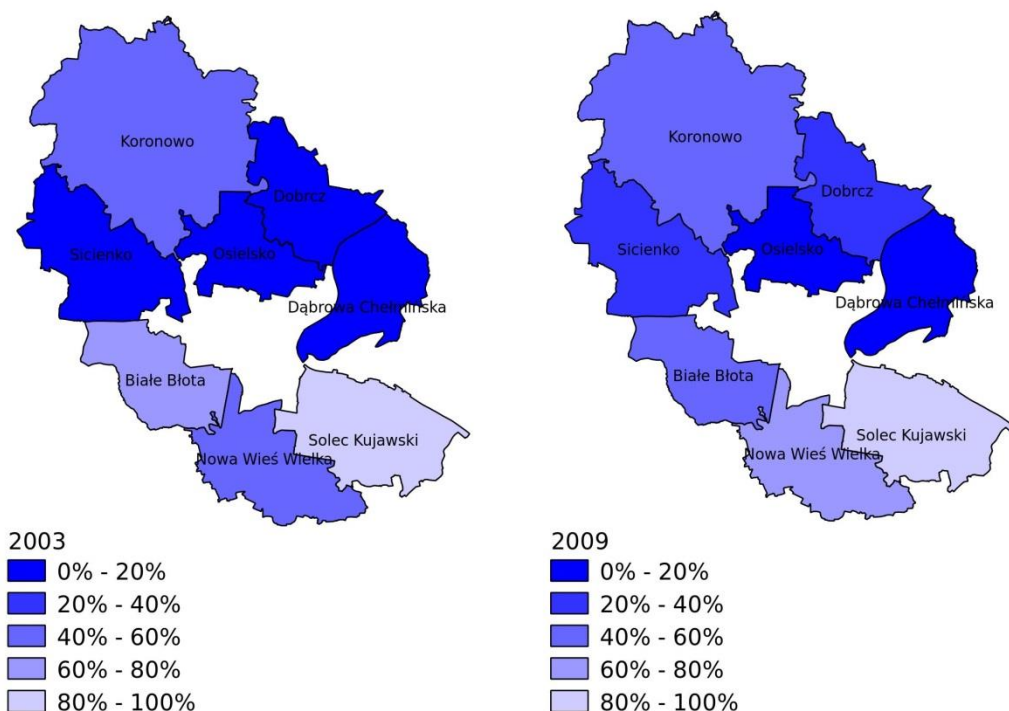 Koronowo
Dobrcz
Sicienko
Osielsko
Dąbrowa Chełmińska
Białe Błota
Solec Kujawski
Nowa Wieś Wielka
2003
0% - 20%
20% - 40%
40% - 60%
60% - 80%
80% - 100%
Koronowo
Dobrcz
Sicienko
Osielsko
Dąbrowa Chełmińska
Białe Błota
Solec Kujawski
Nowa Wieś Wielka
2009
0% - 20%
20% - 40%
40% - 60%
60% - 80%
80% - 100%